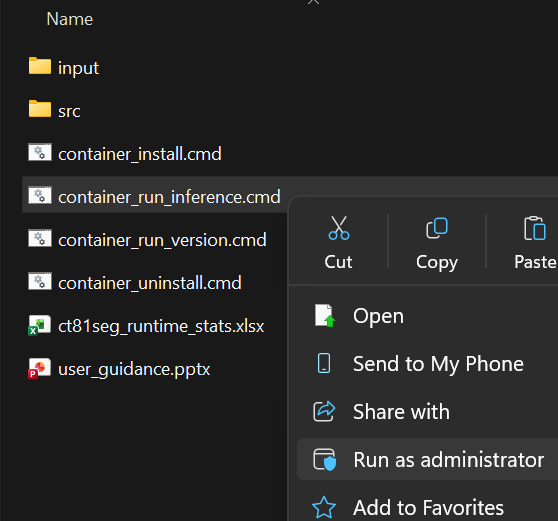 Name
input
src
container_install.cmd
container_run_inference.cmd
container_run_version.cmd
container_uninstall.cmd
ct81seg_runtime_stats.xlsx
user_guidance.pptx
Cut
Copy
Paste
Open
Send to My Phone
Share with
Run as administrator
Add to Favorites